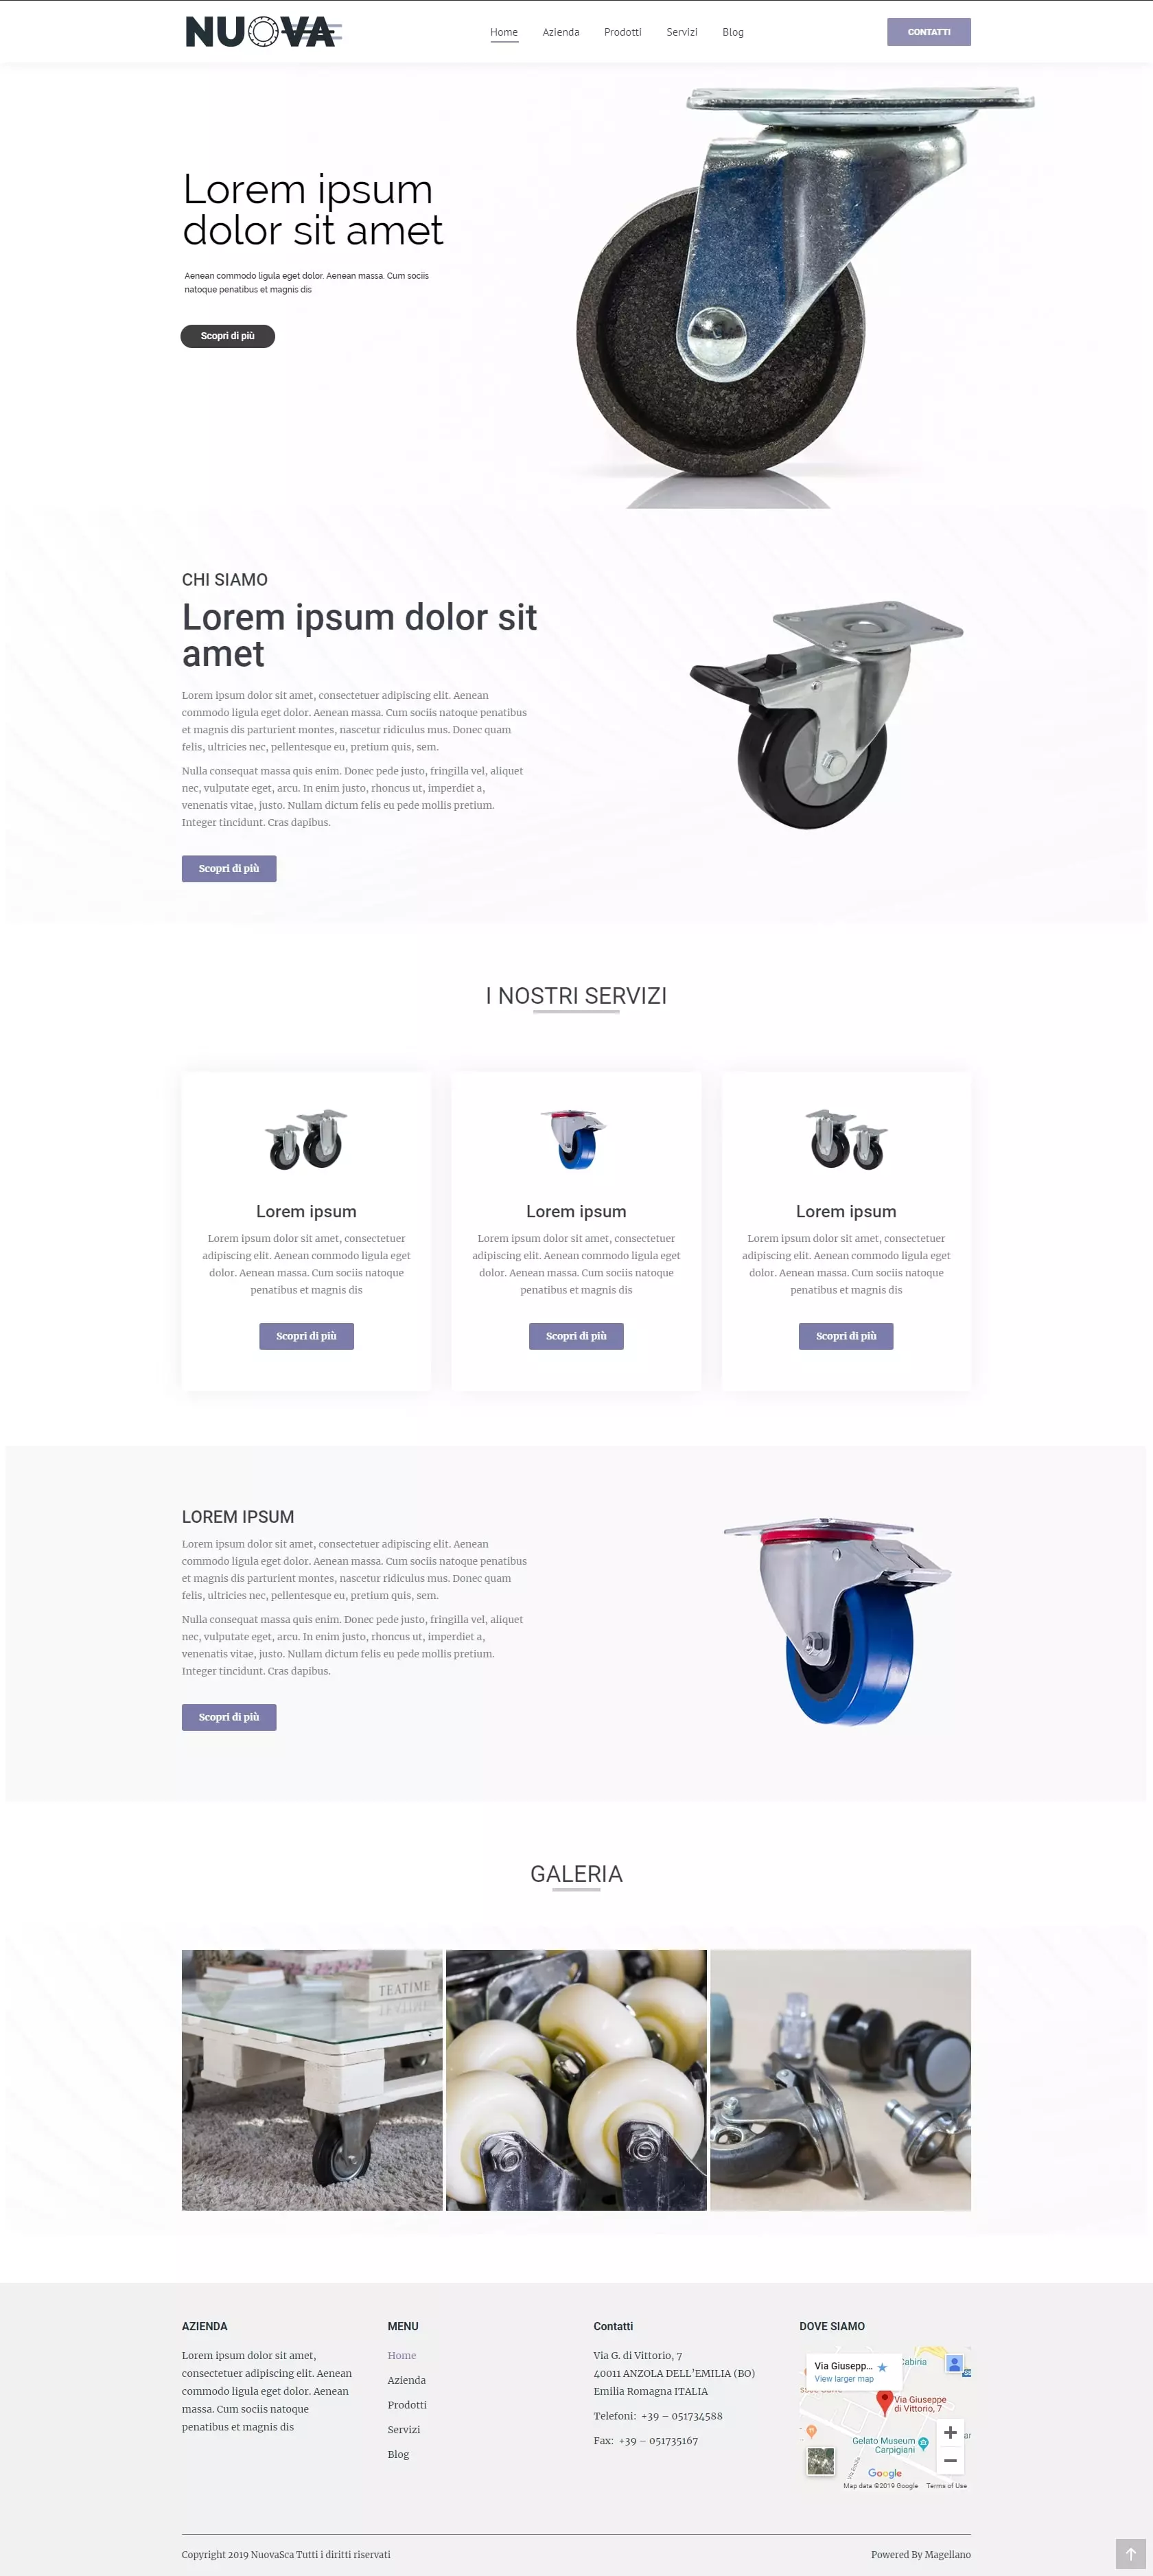 NUOVA
Home
Azienda
Prodotti
Servizi
Blog
CONTATTI
Lorem ipsum
dolor sit amet
Aenean commodo ligula eget dolor. Aenean massa. Cum sociis
natoque penatibus et magnis dis
Scopri di più
CHI SIAMO
Lorem ipsum dolor sit
amet
Lorem ipsum dolor sit amet, consectetuer adipiscing elit. Aenean
commodo ligula eget dolor. Aenean massa. Cum sociis natoque penatibus
et magnis dis parturient montes, nascetur ridiculus mus. Donec quam
felis, ultricies nec, pellentesque eu, pretium quis, sem.
Nulla consequat massa quis enim. Donec pede justo, fringilla vel, aliquet
nec, vulputate eget, arcu. In enim justo, rhoncus ut, imperdiet a,
venenatis vitae, justo. Nullam dictum felis eu pede mollis pretium.
Integer tincidunt. Cras dapibus.
Scopri di più
I NOSTRI SERVIZI
Lorem ipsum
Lorem ipsum dolor sit amet, consectetuer
adipiscing elit. Aenean commodo ligula eget
dolor. Aenean massa. Cum sociis natoque
penatibus et magnis dis
Scopri di più
Lorem ipsum
Lorem ipsum dolor sit amet, consectetuer
adipiscing elit. Aenean commodo ligula eget
dolor. Aenean massa. Cum sociis natoque
penatibus et magnis dis
Scopri di più
Lorem ipsum
Lorem ipsum dolor sit amet, consectetuer
adipiscing elit. Aenean commodo ligula eget
dolor. Aenean massa. Cum sociis natoque
penatibus et magnis dis
Scopri di più
LOREM IPSUM
Lorem ipsum dolor sit amet, consectetuer adipiscing elit. Aenean
commodo ligula eget dolor. Aenean massa. Cum sociis natoque penatibus
et magnis dis parturient montes, nascetur ridiculus mus. Donec quam
felis, ultricies nec, pellentesque eu, pretium quis, sem.
Nulla consequat massa quis enim. Donec pede justo, fringilla vel, aliquet
nec, vulputate eget, arcu. In enim justo, rhoncus ut, imperdiet a,
venenatis vitae, justo. Nullam dictum felis eu pede mollis pretium.
Integer tincidunt. Cras dapibus.
Scopri di più
GALERIA
TEATIME
AZIENDA
Lorem ipsum dolor sit amet,
consectetuer adipiscing elit. Aenean
commodo ligula eget dolor. Aenean
massa. Cum sociis natoque
penatibus et magnis dis
MENU
Home
Azienda
Prodotti
Servizi
Blog
Contatti
Via G. di Vittorio, 7
40011 ANZOLA DELL'EMILIA (BO)
Emilia Romagna ITALIA
Telefoni: +39 – 051734588
Fax: +39 – 051735167
DOVE SIAMO
Via Giusepp...
View larger map
Cabiria
Via Giuseppe
di Vittorio, 7
Gelato Museum
Carpigiani
Via Emilia
Google
Map data ©2019 Google
Terms of Use
Copyright 2019 NuovaSca Tutti i diritti riservati
Powered By Magellano